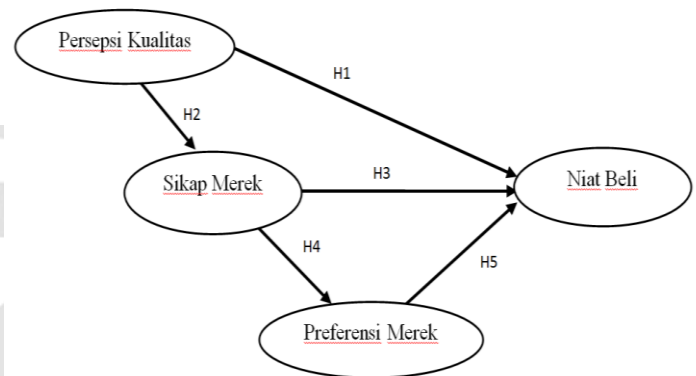 Persepsi Kualitas
H1
H2
Sikap Merek
H3
Niat Beli
H4
H5
Preferensi Merek